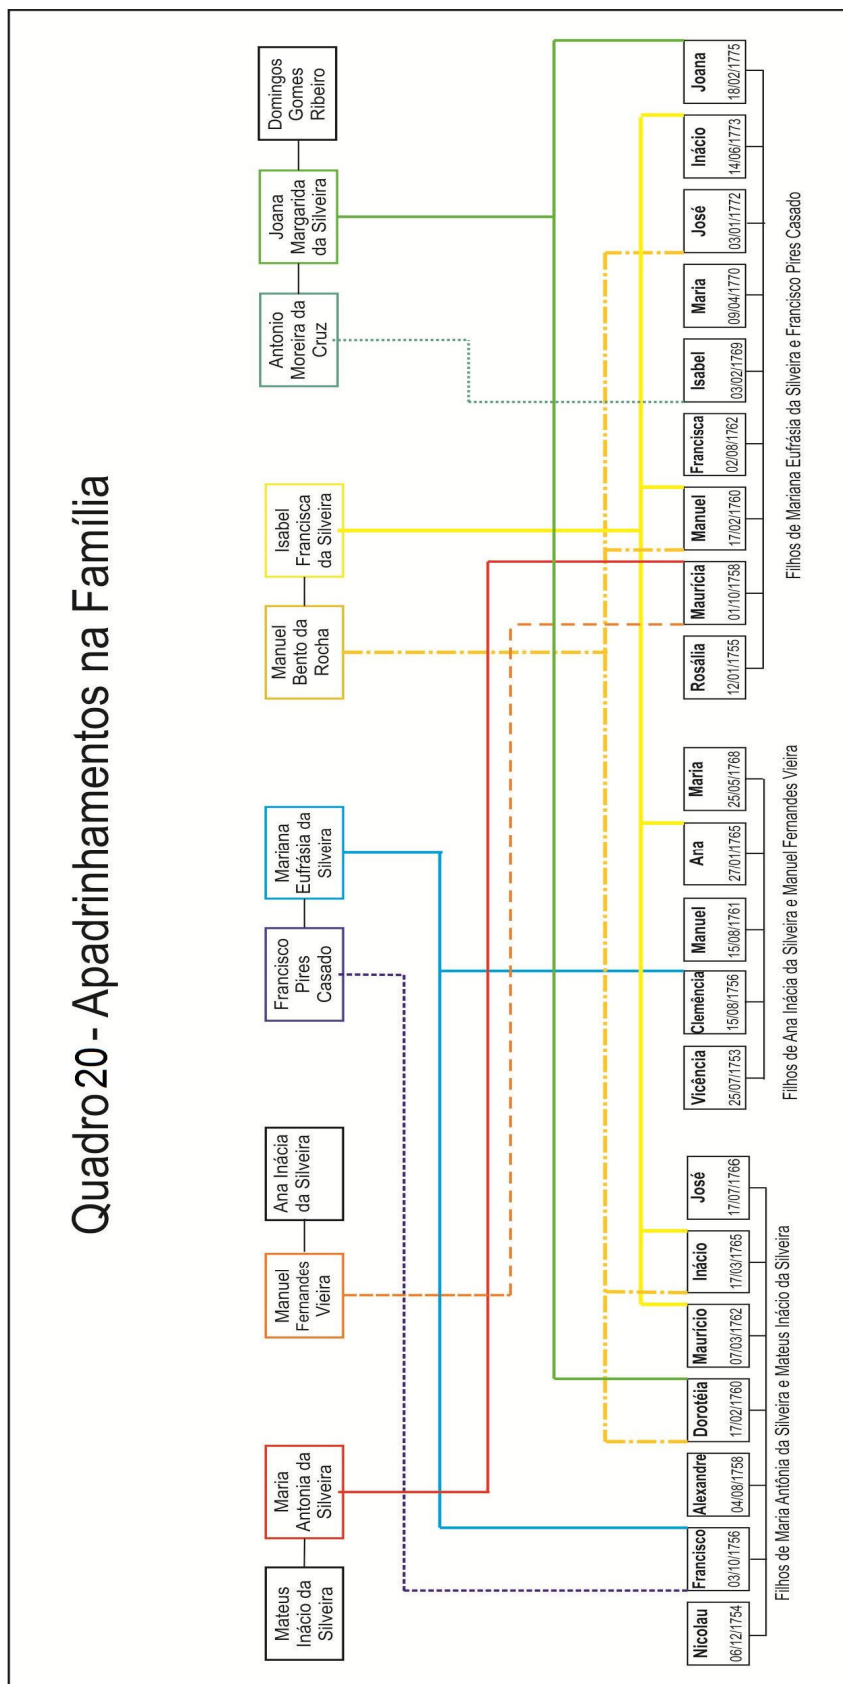 Quadro20- Apadrinhamentos na Família
Mateus
Inácio da
Silveira
Maria
Antonia da
Silveira
Manuel
Fernandes
Vieira
Ana Inácia
da Silveira
Francisco
Pires
Casado
Mariana
Eufrásia da
Silveira
Manuel
Bento da
Rocha
Isabel
Francisca
da Silveira
Antonio
Moreira da
Cruz
Joana
Margarida
da Silveira
Domingos
Gomes
Ribeiro
Nicolau
06/12/1754
Francisco
03/10/1756
Alexandre
04/08/1758
Dorotéia
17/02/1760
Maurício
07/03/1762
Inácio
17/03/1765
José
17/07/1766
Filhos de Maria Antônia da Silveira e Mateus Inácio da Silveira
Vicência
25/07/1753
Clemência
15/08/1756
Manuel
15/08/1761
Ana
27/01/1765
Maria
25/05/1768
Filhos de Ana Inácia da Silveira e Manuel Fernandes Vieira
Rosália
12/01/1755
Maurícia
01/10/1758
Manuel
17/02/1760
Francisca
02/08/1762
Isabel
03/02/1769
Maria
09/04/1770
José
03/01/1772
Inácio
14/06/1773
Joana
18/02/1775
Filhos de Mariana Eufrásia da Silveira e Francisco Pires Casado